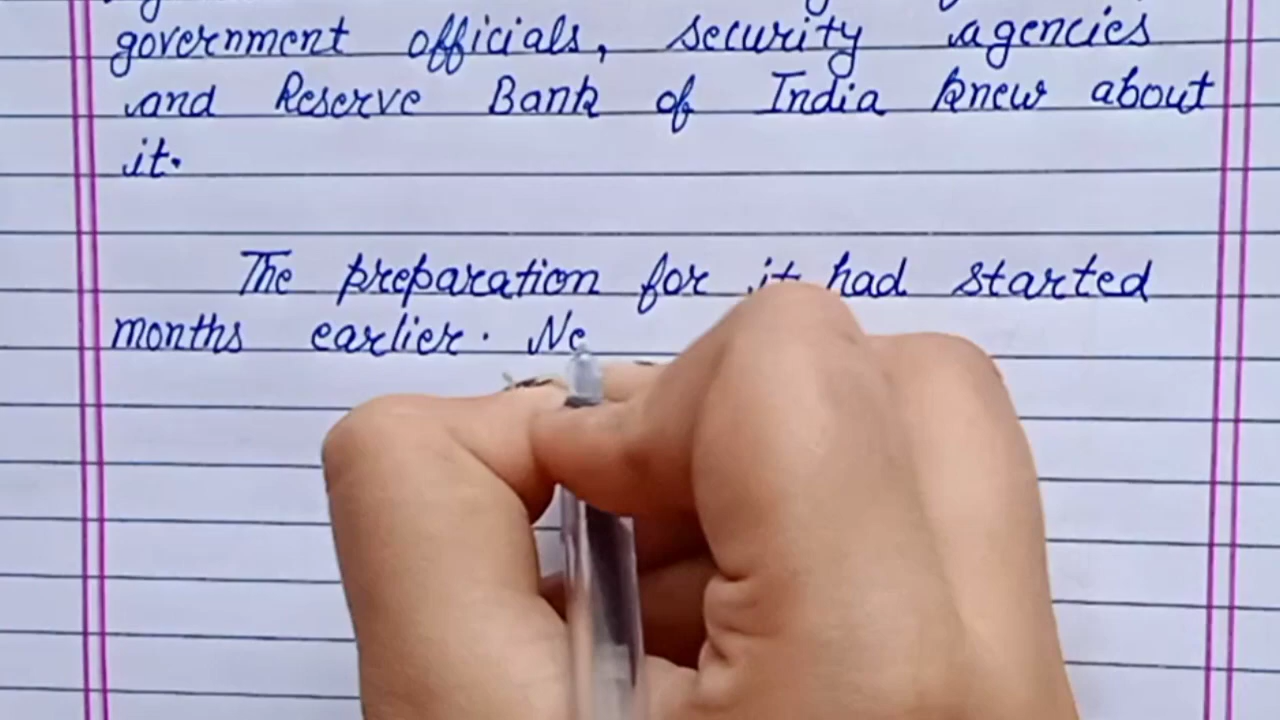 government officials, security agencies
and Reserve Bank of India knew about
it.
The preparation for it had started
months earlier. Ne